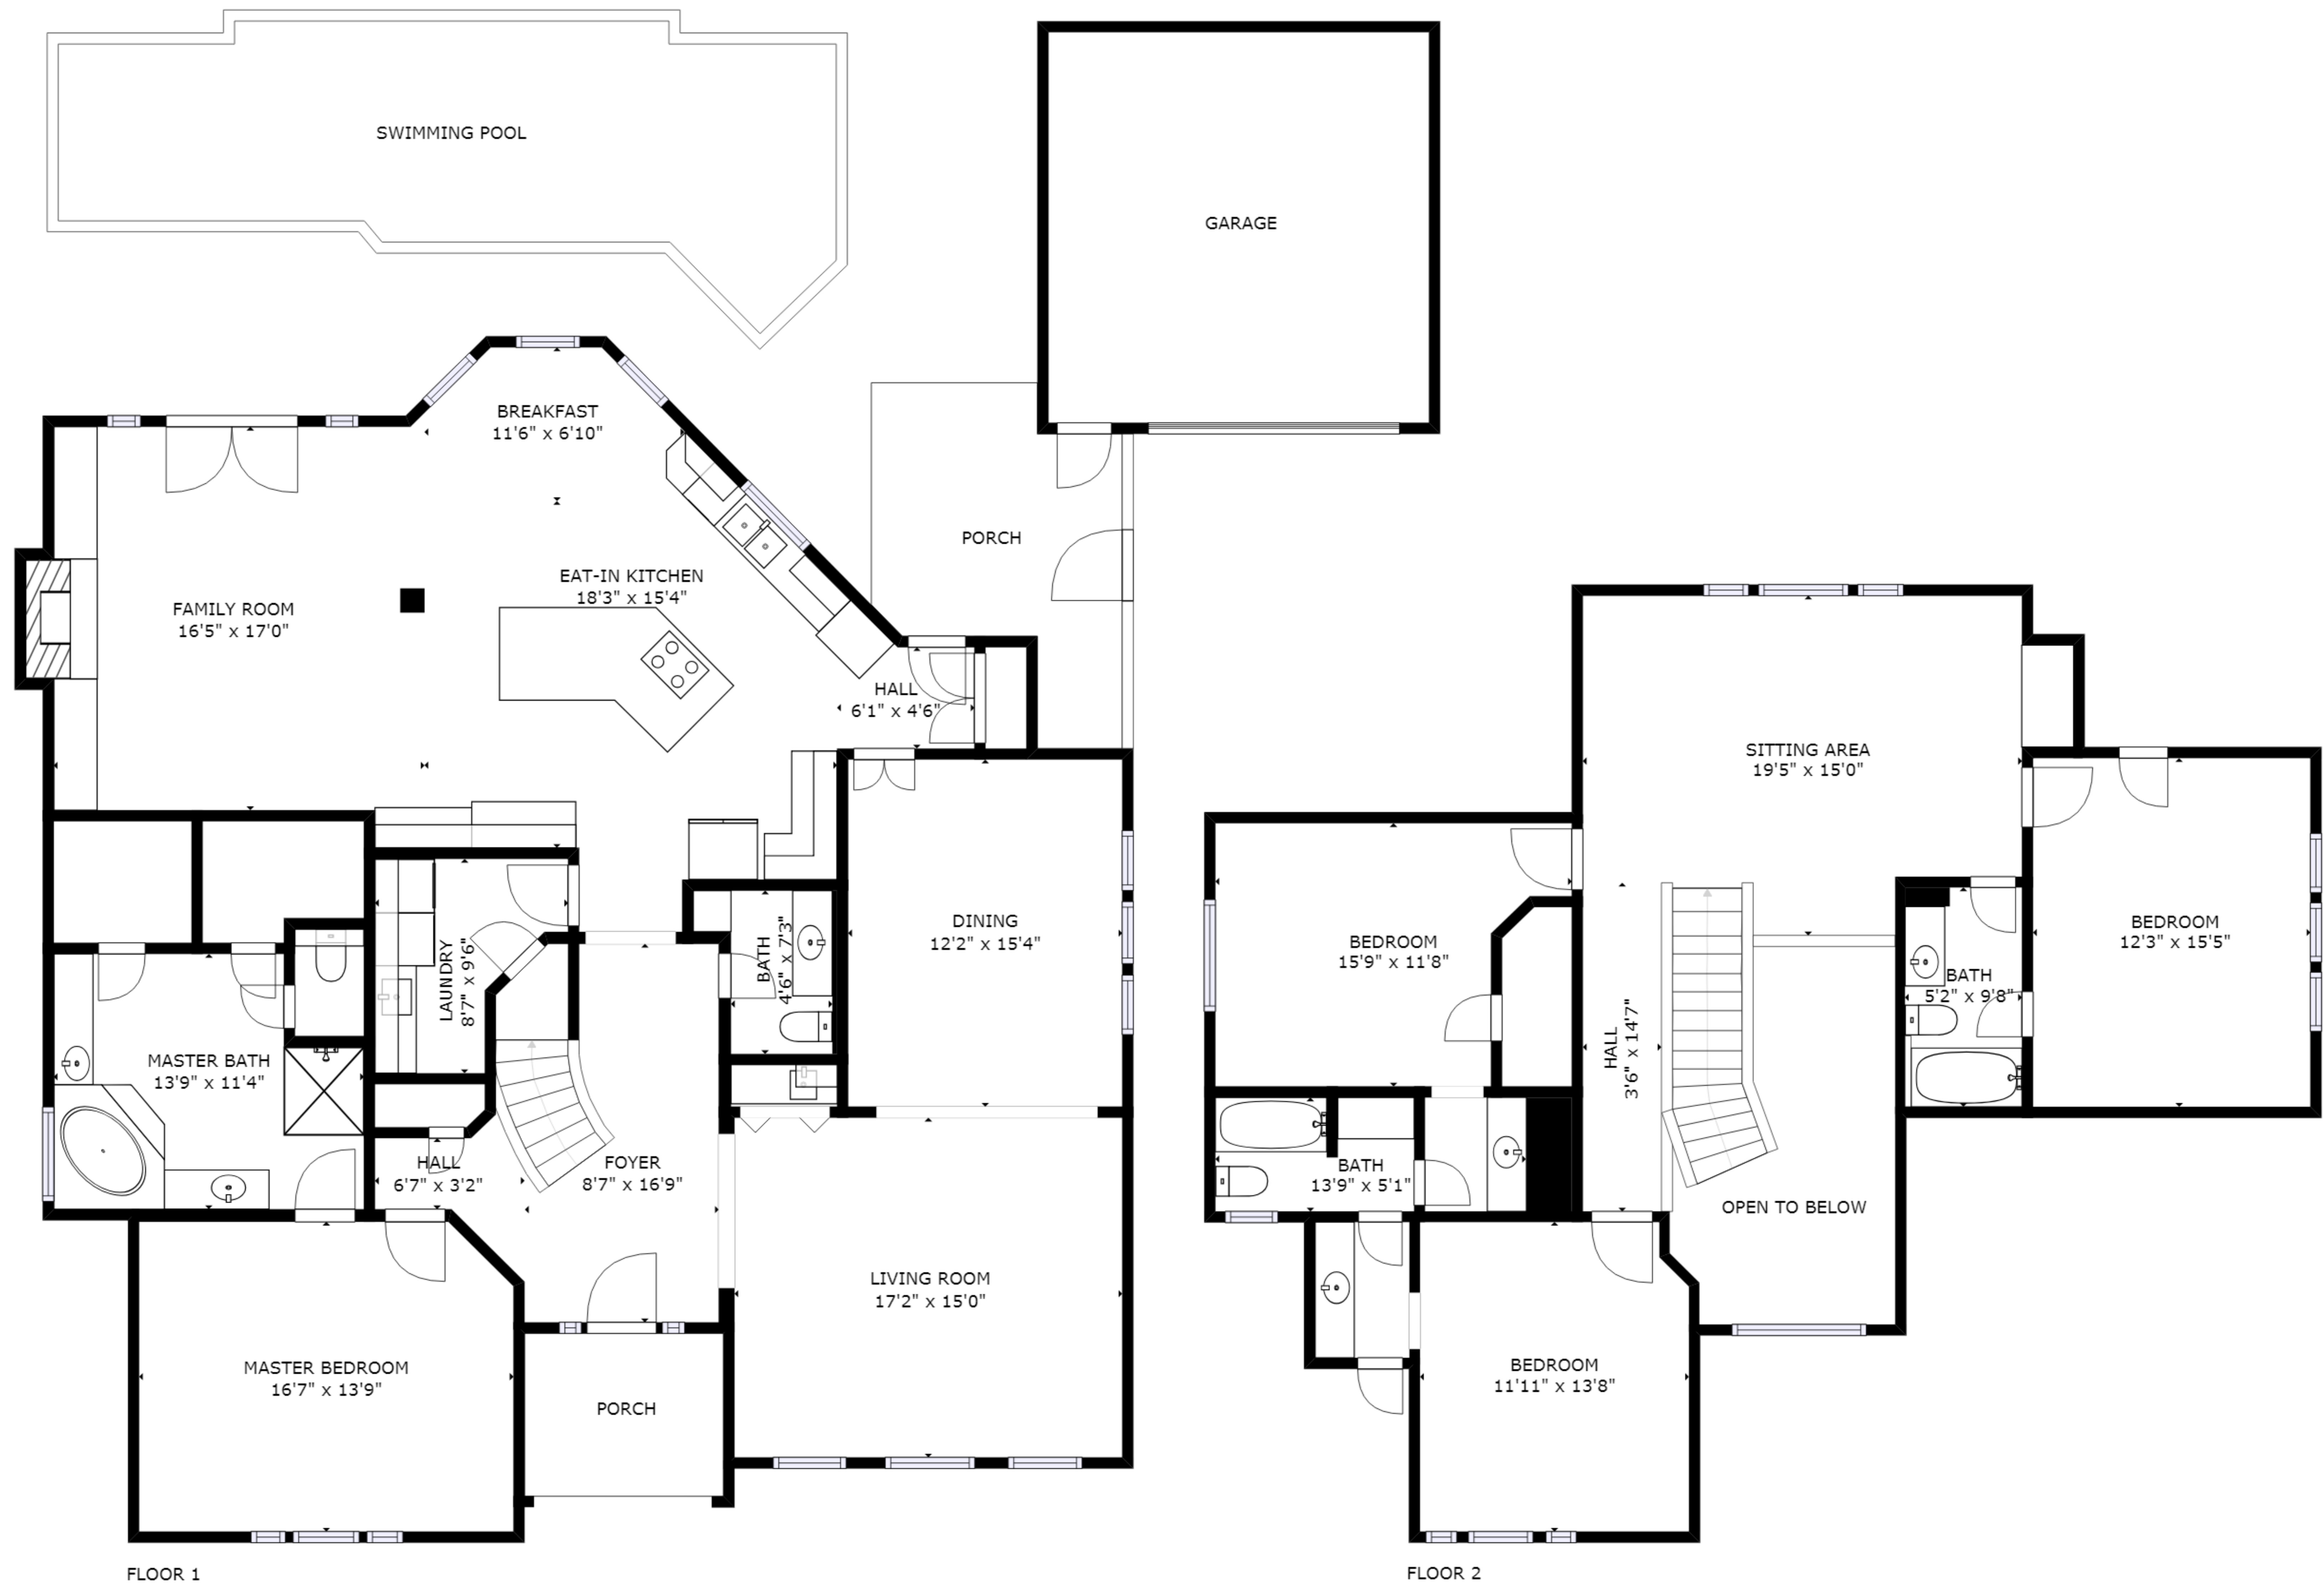 SWIMMING POOL
GARAGE
BREAKFAST
11'6" x 6'10"
PORCH
EAT-IN KITCHEN
18'3" x 15'4"
FAMILY ROOM
16'5" x 17'0"
HALL
6'1" x 4'6"
DINING
12'2" x 15'4"
BATH
4'6" x 7'3"
LAUNDRY
8'7" x 9'6"
MASTER BATH
13'9" x 11'4"
HALL
6'7" x 3'2"
FOYER
8'7" x 16'9"
LIVING ROOM
17'2" x 15'0"
MASTER BEDROOM
16'7" x 13'9"
PORCH
FLOOR 1
SITTING AREA
19'5" x 15'0"
BEDROOM
12'3" x 15'5"
BEDROOM
15'9" x 11'8"
BATH
5'2" x 9'8"
HALL
3'6" x 14'7"
BATH
13'9" x 5'1"
OPEN TO BELOW
BEDROOM
11'11" x 13'8"
FLOOR 2